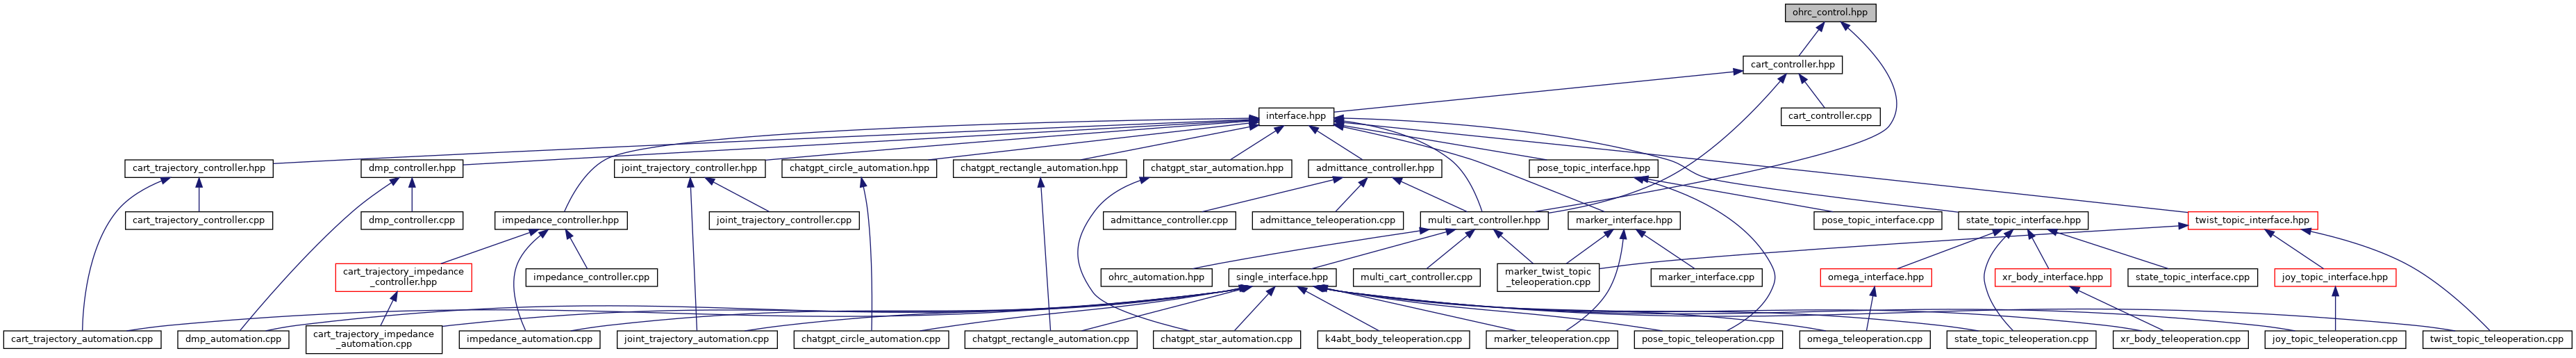 ohrc_control.hpp
cart_controller.hpp
interface.hpp
cart_controller.cpp
cart_trajectory_controller.hpp
dmp_controller.hpp
joint_trajectory_controller.hpp
chatgpt_circle_automation.hpp
chatgpt_rectangle_automation.hpp
chatgpt_star_automation.hpp
admittance_controller.hpp
pose_topic_interface.hpp
cart_trajectory_controller.cpp
dmp_controller.cpp
impedance_controller.hpp
joint_trajectory_controller.cpp
admittance_controller.cpp
admittance_teleoperation.cpp
multi_cart_controller.hpp
marker_interface.hpp
pose_topic_interface.cpp
state_topic_interface.hpp
twist_topic_interface.hpp
cart_trajectory_impedance
_controller.hpp
impedance_controller.cpp
ohrc_automation.hpp
single_interface.hpp
multi_cart_controller.cpp
marker_twist_topic
_teleoperation.cpp
marker_interface.cpp
omega_interface.hpp
xr_body_interface.hpp
state_topic_interface.cpp
joy_topic_interface.hpp
cart_trajectory_automation.cpp
dmp_automation.cpp
cart_trajectory_impedance
_automation.cpp
impedance_automation.cpp
joint_trajectory_automation.cpp
chatgpt_circle_automation.cpp
chatgpt_rectangle_automation.cpp
chatgpt_star_automation.cpp
k4abt_body_teleoperation.cpp
marker_teleoperation.cpp
pose_topic_teleoperation.cpp
omega_teleoperation.cpp
state_topic_teleoperation.cpp
xr_body_teleoperation.cpp
joy_topic_teleoperation.cpp
twist_topic_teleoperation.cpp